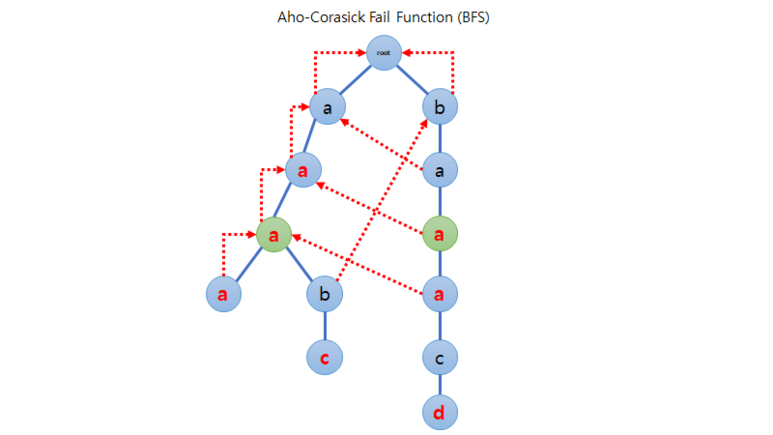 Aho-Corasick Fail Function (BFS)
root
a b
a a
a a
a b a
c c
d